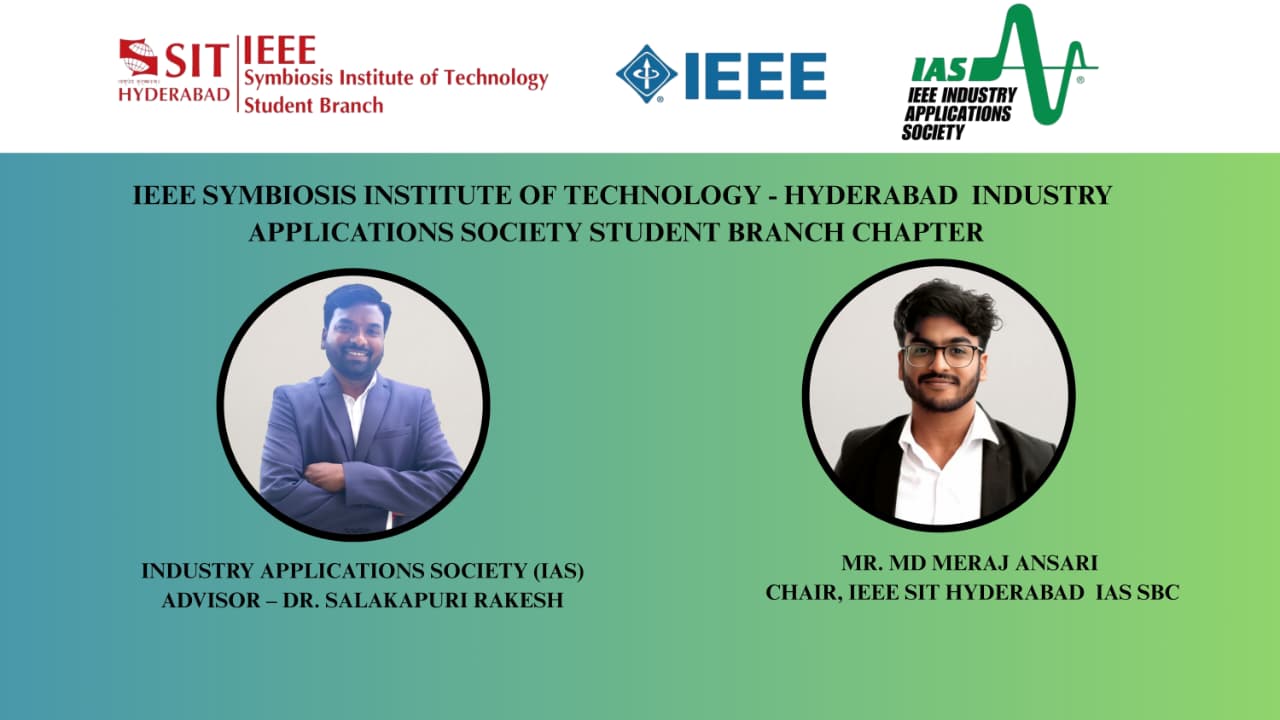 SIT
HYDERABAD
IEEE
Symbiosis Institute of Technology
Student Branch
IEEE
IAS
IEEE INDUSTRY
APPLICATIONS
SOCIETY
IEEE SYMBIOSIS INSTITUTE OF TECHNOLOGY - HYDERABAD INDUSTRY
APPLICATIONS SOCIETY STUDENT BRANCH CHAPTER
INDUSTRY APPLICATIONS SOCIETY (IAS)
ADVISOR – DR. SALAKAPURI RAKESH
MR. MD MERAJ ANSARI
CHAIR, IEEE SIT HYDERABAD IAS SBC